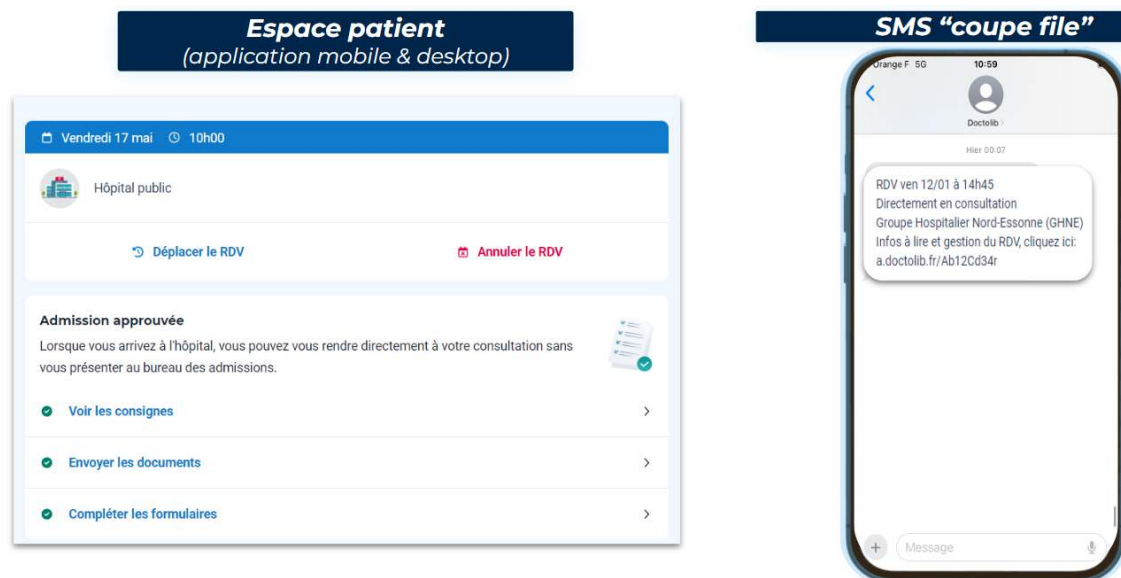 Espace patient
(application mobile & desktop)
Vendredi 17 mai 10h00
Hôpital public
Déplacer le RDV Annuler le RDV
Admission approuvée
Lorsque vous arrivez à l'hôpital, vous pouvez vous rendre directement à votre consultation sans
vous présenter au bureau des admissions.
Voir les consignes
Envoyer les documents
Compléter les formulaires
SMS “coupe file”
Orange F 5G 10:59
Doctolib
Hier 00:07
RDV ven 12/01 à 14h45
Directement en consultation
Groupe Hospitalier Nord-Essonne (GHNE)
Infos à lire et gestion du RDV, cliquez ici:
a.doctolib.fr/Ab12Cd34r
Message